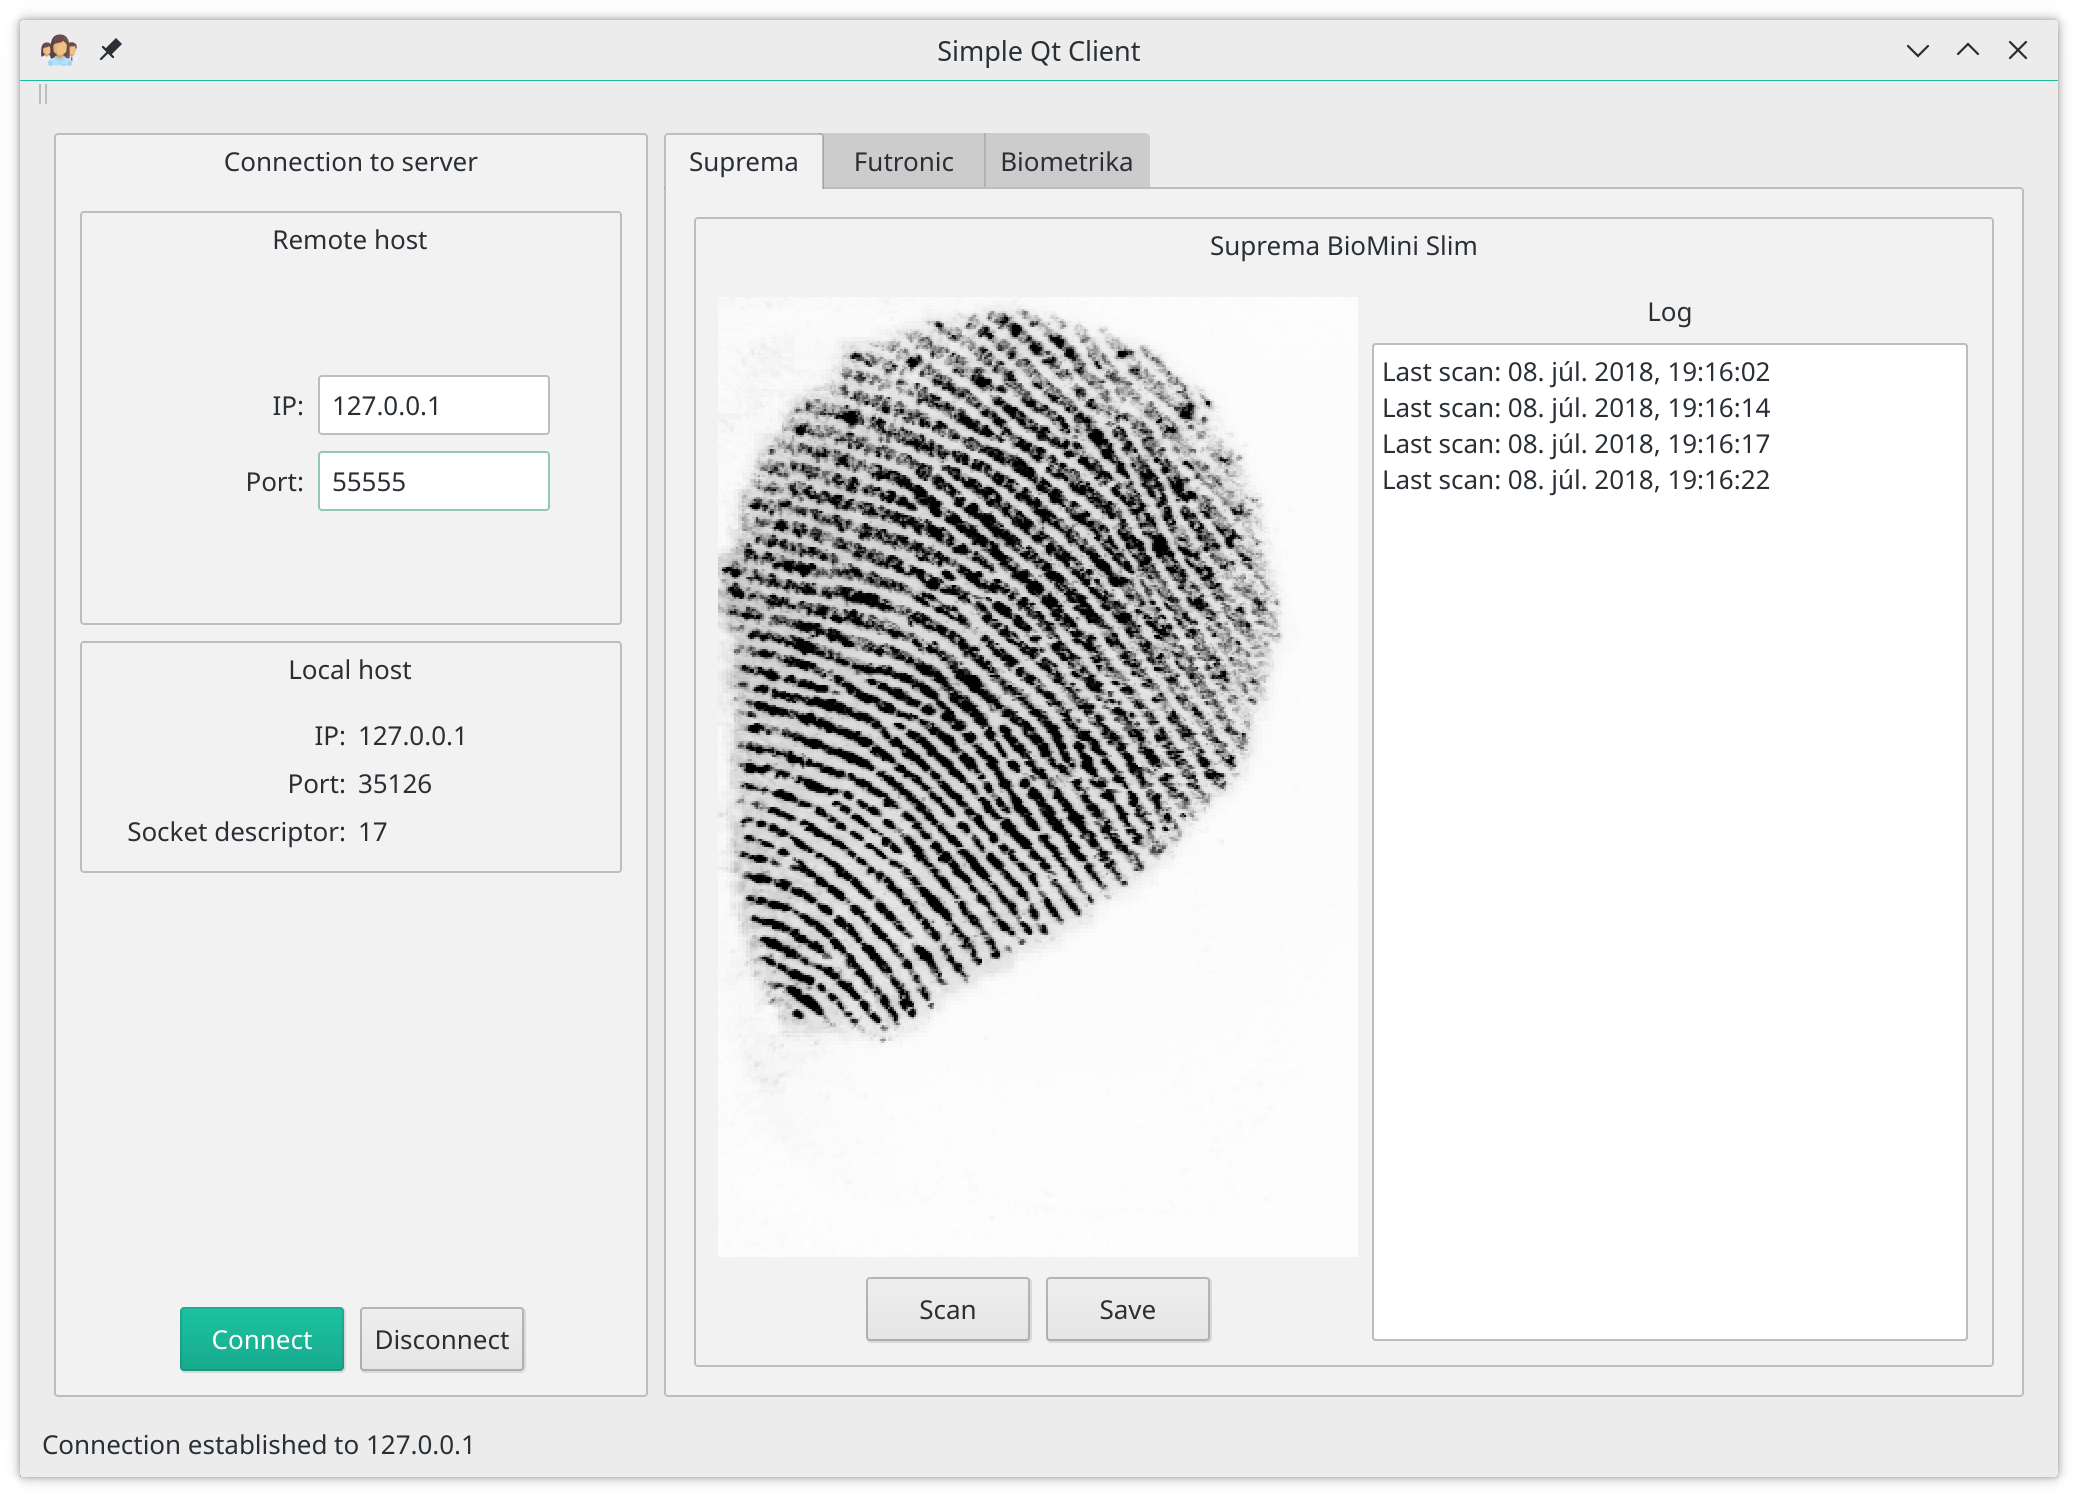 Simple Qt Client
Connection to server
Remote host
IP: 127.0.0.1
Port: 55555
Local host
IP: 127.0.0.1
Port: 35126
Socket descriptor: 17
Connect Disconnect
Suprema Futronic Biometrika
Suprema BioMini Slim
Log
Last scan: 08. júl. 2018, 19:16:02
Last scan: 08. júl. 2018, 19:16:14
Last scan: 08. júl. 2018, 19:16:17
Last scan: 08. júl. 2018, 19:16:22
Scan Save
Connection established to 127.0.0.1